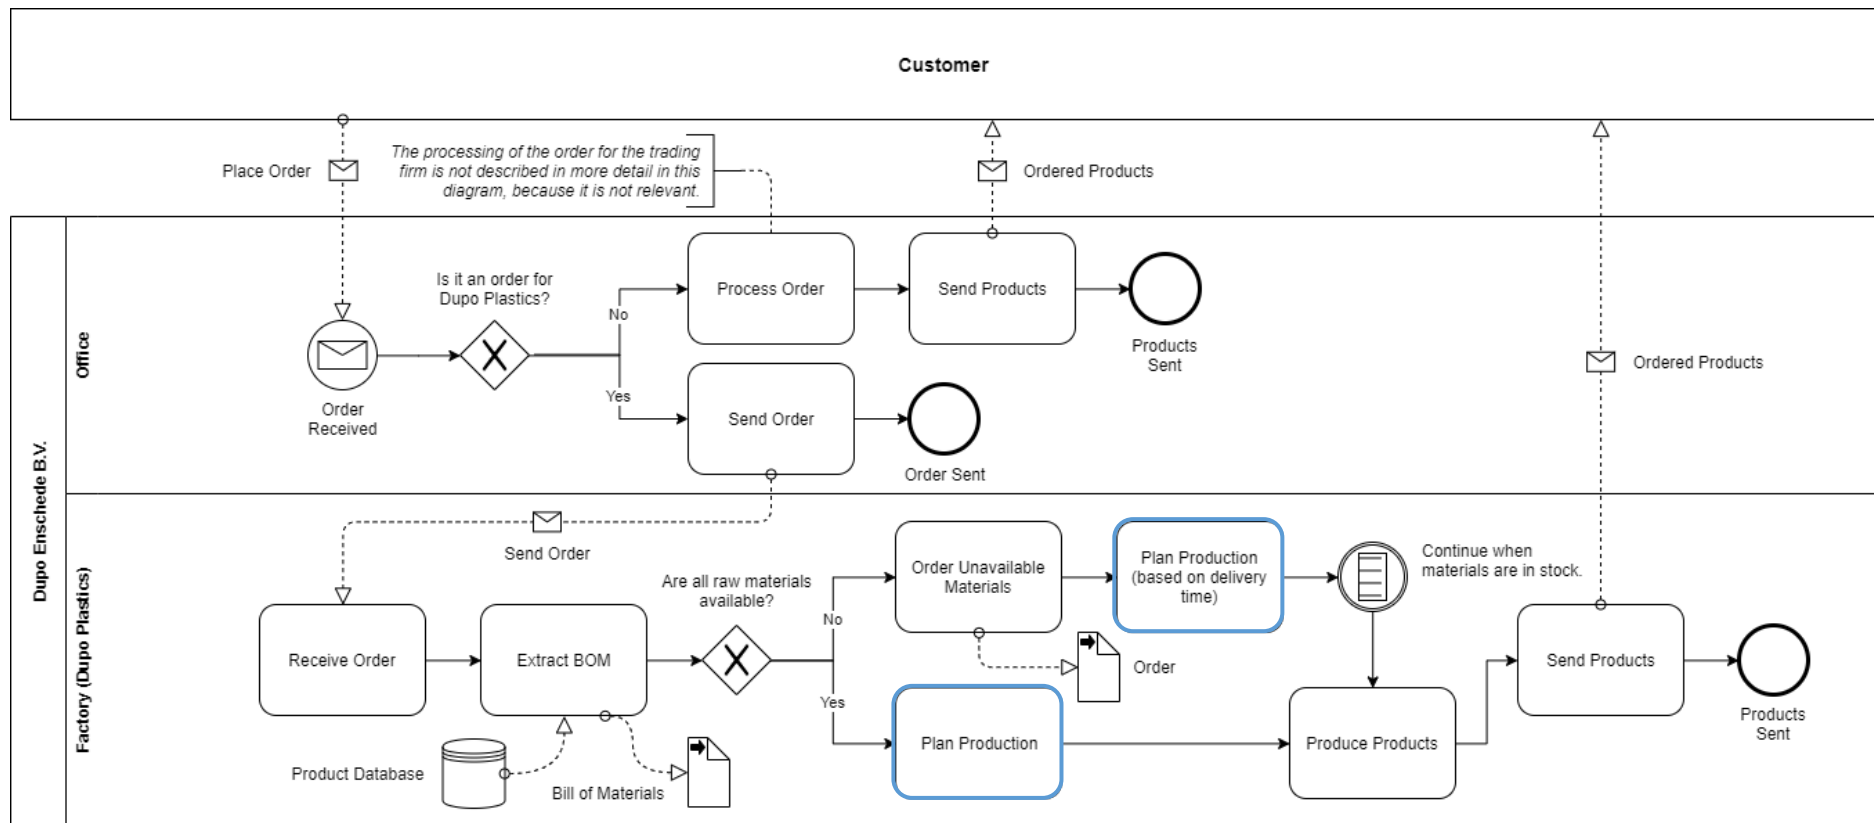 Customer
Place Order
The processing of the order for the trading
firm is not described in more detail in this
diagram, because it is not relevant.
Ordered Products
Dupo Enschede B.V.
Office
Order
Received
Is it an order for
Dupo Plastics?
No
Yes
Process Order
Send Products
Products
Sent
Send Order
Order Sent
Ordered Products
Factory (Dupo Plastics)
Send Order
Receive Order
Extract BOM
Product Database
Bill of Materials
Are all raw materials
available?
No
Yes
Order Unavailable
Materials
Order
Plan Production
(based on delivery
time)
Continue when
materials are in stock.
Plan Production
Produce Products
Send Products
Products
Sent